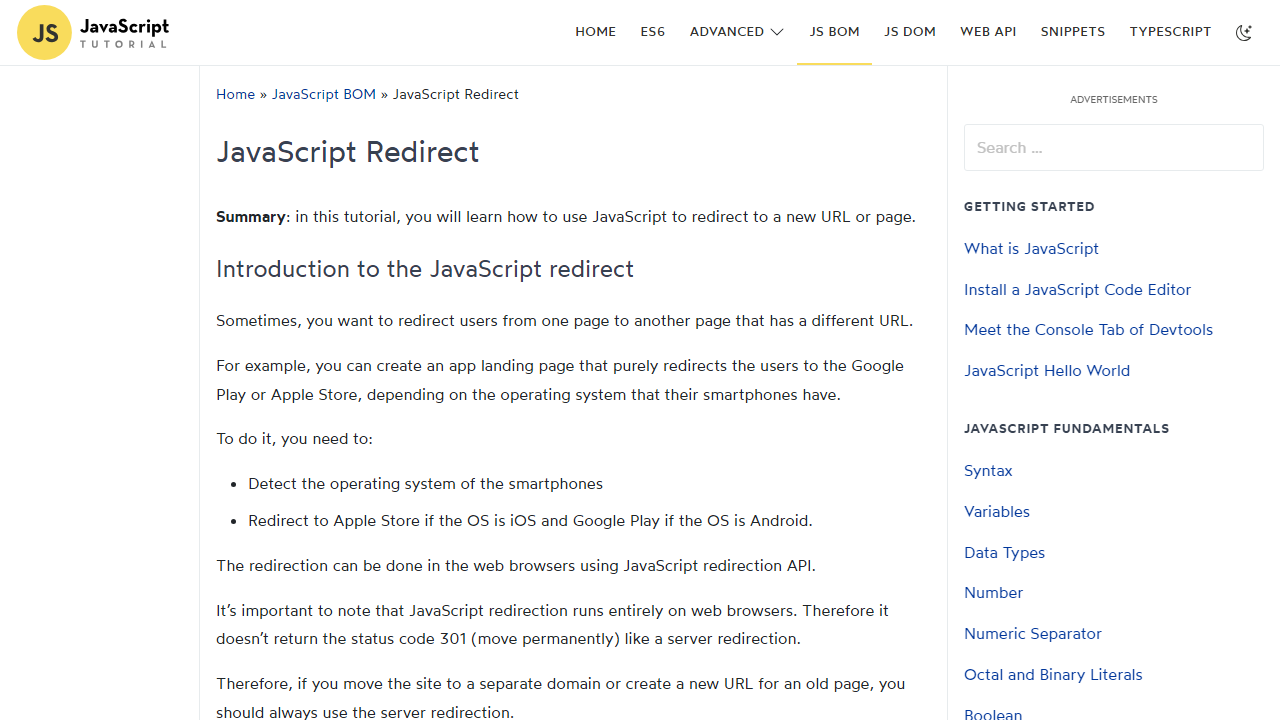 JS JavaScript
TUTORIAL
HOME ES6 ADVANCED JS BOM JS DOM WEB API SNIPPETS TYPESCRIPT
Home » JavaScript BOM » JavaScript Redirect
JavaScript Redirect
Summary: in this tutorial, you will learn how to use JavaScript to redirect to a new URL or page.
Introduction to the JavaScript redirect
Sometimes, you want to redirect users from one page to another page that has a different URL.
For example, you can create an app landing page that purely redirects the users to the Google
Play or Apple Store, depending on the operating system that their smartphones have.
To do it, you need to:
• Detect the operating system of the smartphones
• Redirect to Apple Store if the OS is iOS and Google Play if the OS is Android.
The redirection can be done in the web browsers using JavaScript redirection API.
It’s important to note that JavaScript redirection runs entirely on web browsers. Therefore it
doesn’t return the status code 301 (move permanently) like a server redirection.
Therefore, if you move the site to a separate domain or create a new URL for an old page, you
should always use the server redirection.
ADVERTISEMENTS
Search ...
GETTING STARTED
What is JavaScript
Install a JavaScript Code Editor
Meet the Console Tab of Devtools
JavaScript Hello World
JAVASCRIPT FUNDAMENTALS
Syntax
Variables
Data Types
Number
Numeric Separator
Octal and Binary Literals
Boolean